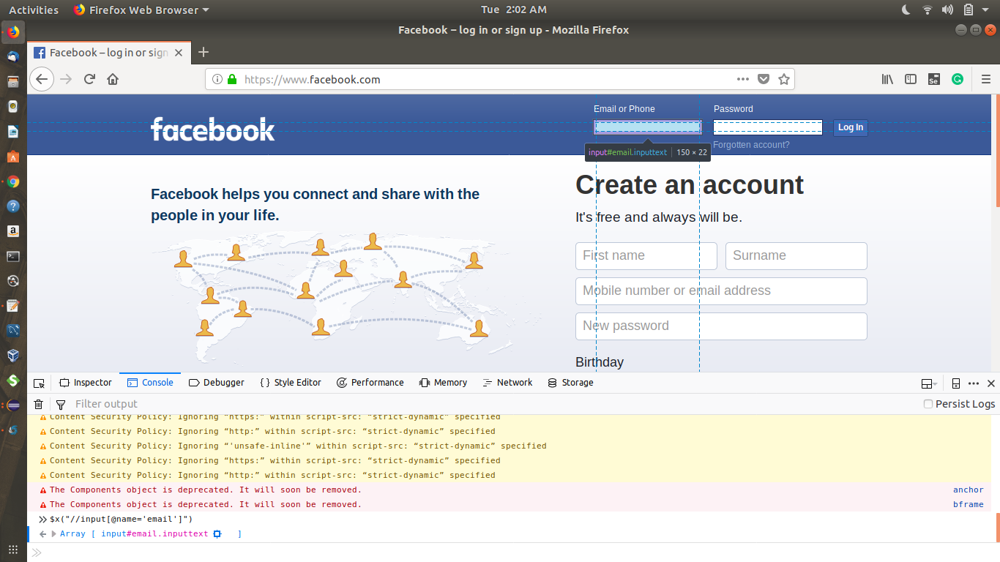 Activities Firefox Web Browser Tue 2:02 AM
Facebook – log in or sign up - Mozilla Firefox
Facebook – log in or sign
https://www.facebook.com
Se
Email or Phone Password
facebook
Log In
Forgotten account?
input#email.inputtext 150 × 22
Create an account
Facebook helps you connect and share with the
people in your life.
It's free and always will be.
First name Surname
Mobile number or email address
New password
Birthday
Inspector Console Debugger {} Style Editor Performance Memory Network Storage
Filter output Persist Logs
Content Security Policy: Ignoring “https:” within script-src: “strict-dynamic” specified
Content Security Policy: Ignoring “http:” within script-src: “strict-dynamic” specified
Content Security Policy: Ignoring “'unsafe-inline'” within script-src: “strict-dynamic” specified
Content Security Policy: Ignoring “https:” within script-src: “strict-dynamic” specified
Content Security Policy: Ignoring “http:” within script-src: “strict-dynamic” specified
The Components object is deprecated. It will soon be removed. anchor
The Components object is deprecated. It will soon be removed. bframe
$x("//input[@name='email']")
Array [ input#email.inputtext ]